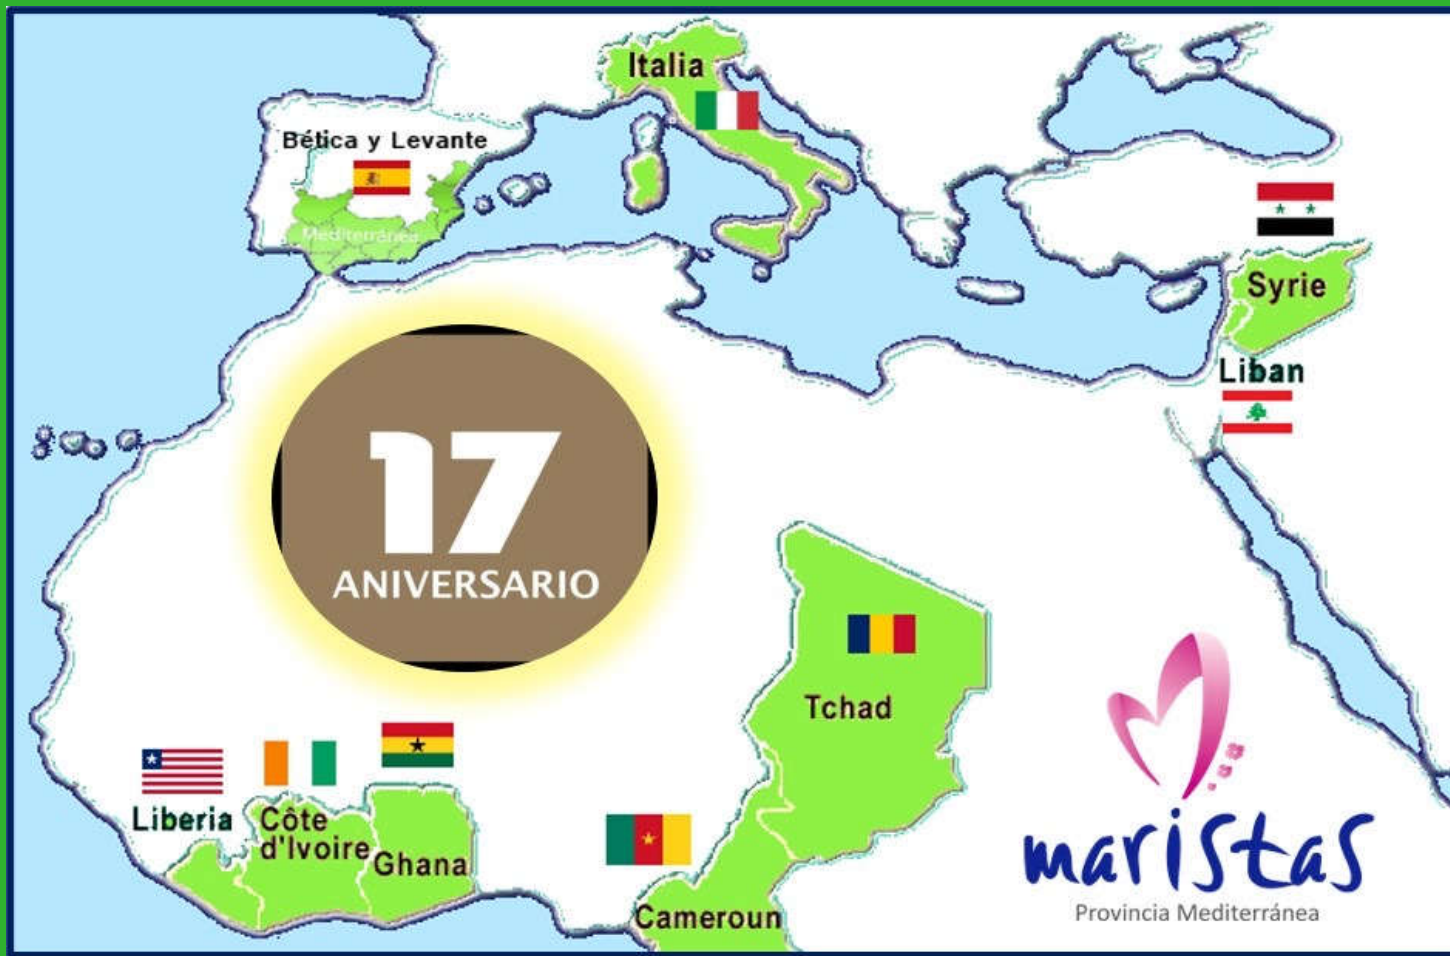 Italia
Bética y Levante
Mediterránea
Syrie
Liban
17
ANIVERSARIO
Tchad
Liberia
Côte
d'Ivoire
Ghana
Cameroun
maristas
Provincia Mediterránea